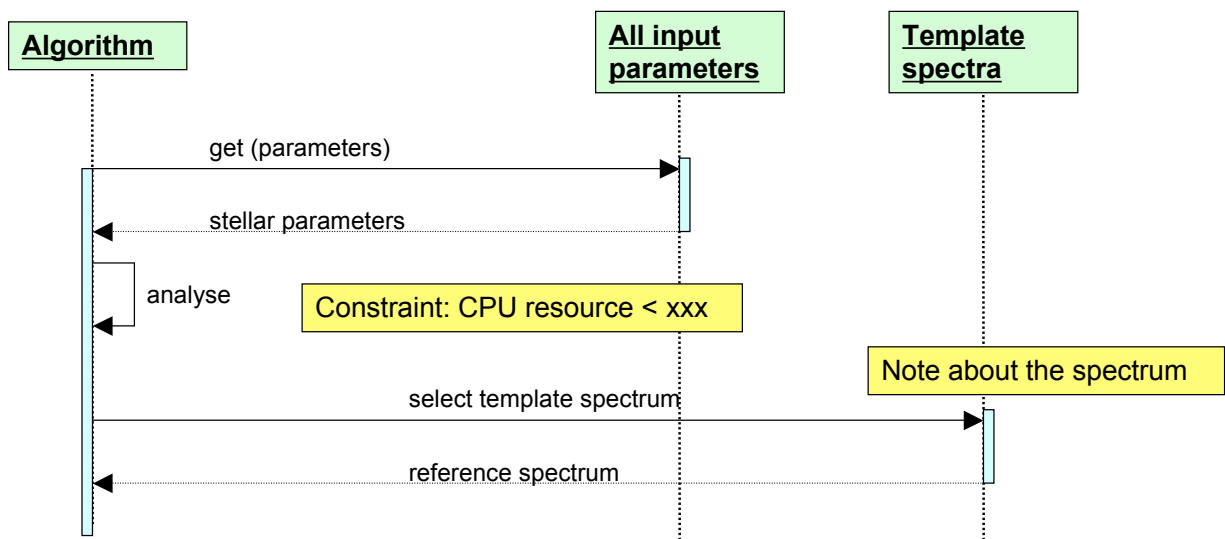 Algorithm
All input
parameters
Template
spectra
get (parameters)
stellar parameters
analyse
Constraint: CPU resource < xxx
Note about the spectrum
select template spectrum
reference spectrum